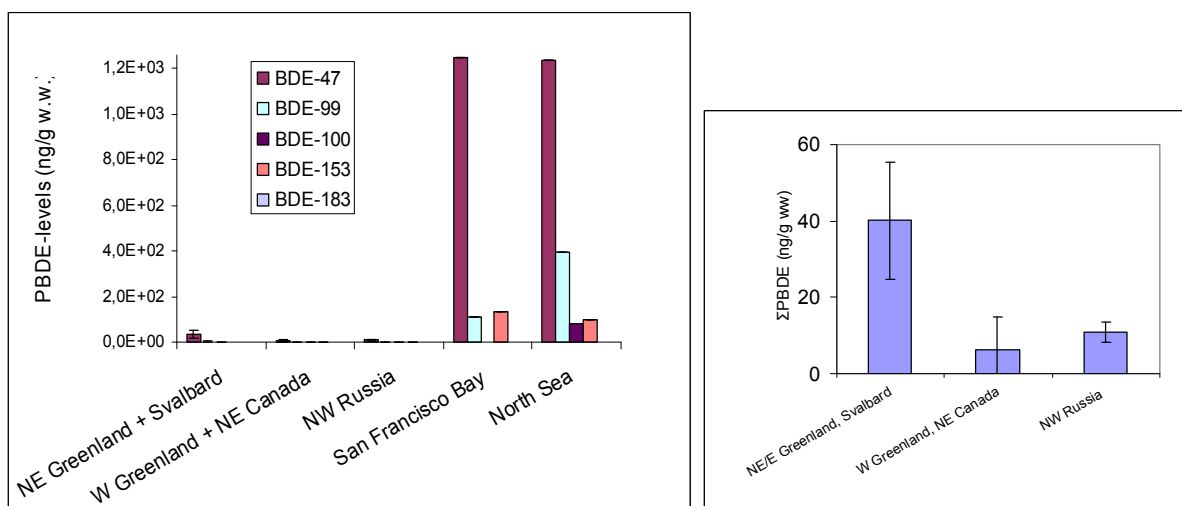 PBDE-levels (ng/g w.w.)
1,2E+03
1,0E+03
8,0E+02
6,0E+02
4,0E+02
2,0E+02
0,0E+00
BDE-47
BDE-99
BDE-100
BDE-153
BDE-183
NE Greenland + Svalbard
W Greenland + NE Canada
NW Russia
San Francisco Bay
North Sea
ΣPBDE (ng/g ww)
60
40
20
0
NE/E Greenland, Svalbard
W Greenland, NE Canada
NW Russia